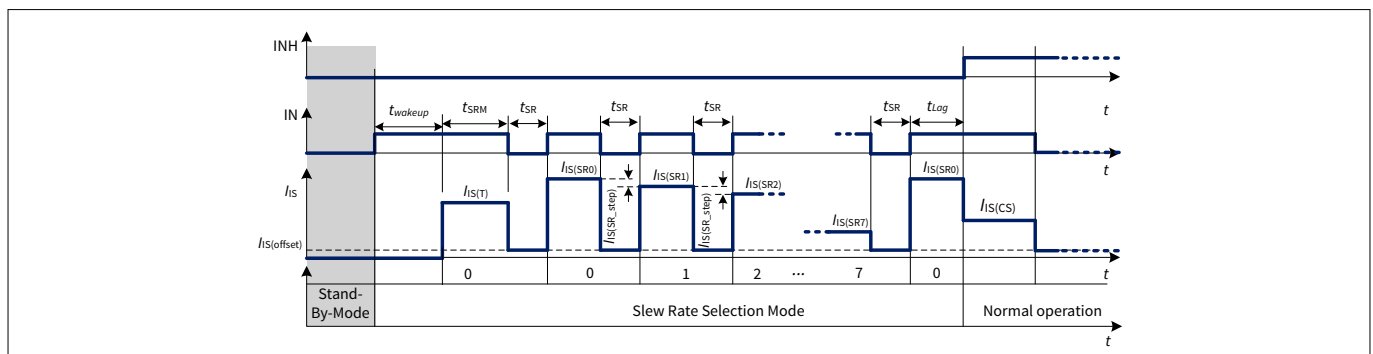 INH
t
IN
twakeup
tSRM
tSR
tSR
tSR
tSR
tLag
t
IIS
IIS(T)
IIS(SR0)
IIS(SR_step)
IIS(SR1)
IIS(SR_step)
IIS(SR2)
IIS(SR7)
IIS(SR0)
IIS(CS)
IIS(offset)
0 0 1 2 ... 7 0 t
Stand-
By-Mode
Slew Rate Selection Mode
Normal operation
t